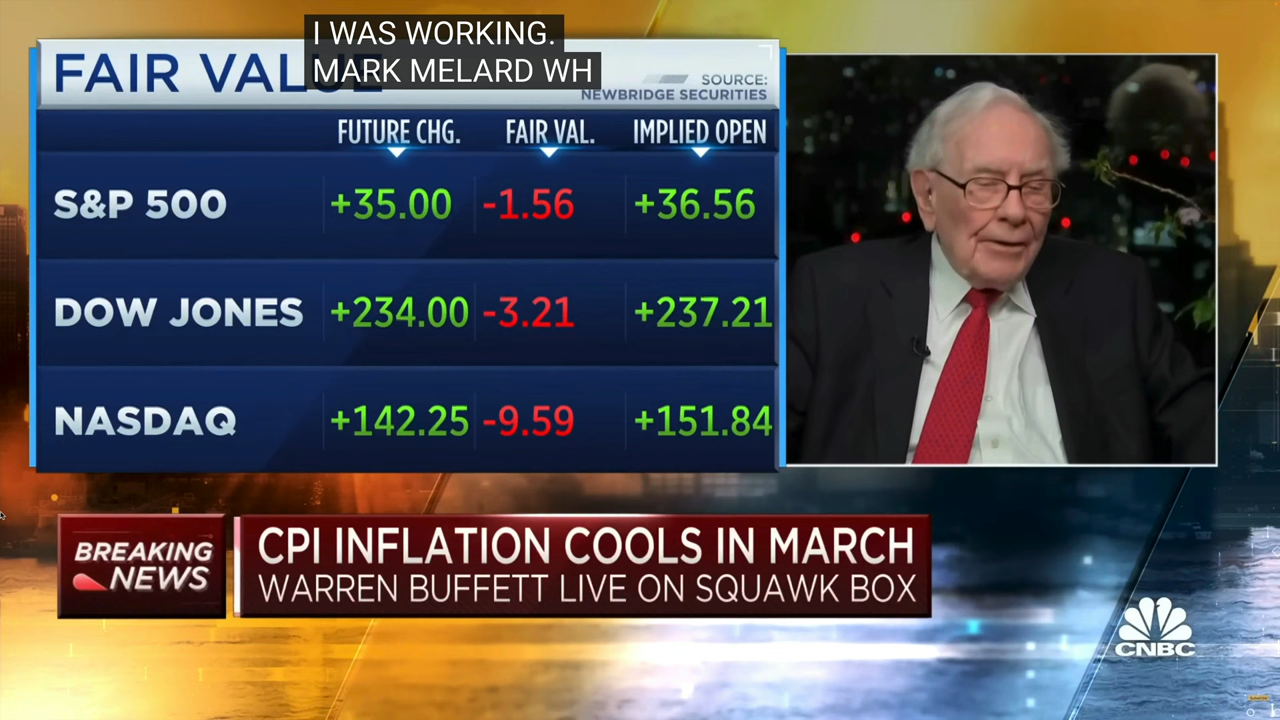 I WAS WORKING.
MARK MELARD WH
FAIR VALUE
SOURCE:
NEWBRIDGE SECURITIES
FUTURE CHG. FAIR VAL. IMPLIED OPEN
S&P 500 +35.00 -1.56 +36.56
DOW JONES +234.00 -3.21 +237.21
NASDAQ +142.25 -9.59 +151.84
BREAKING
NEWS
CPI INFLATION COOLS IN MARCH
WARREN BUFFETT LIVE ON SQUAWK BOX
CNBC